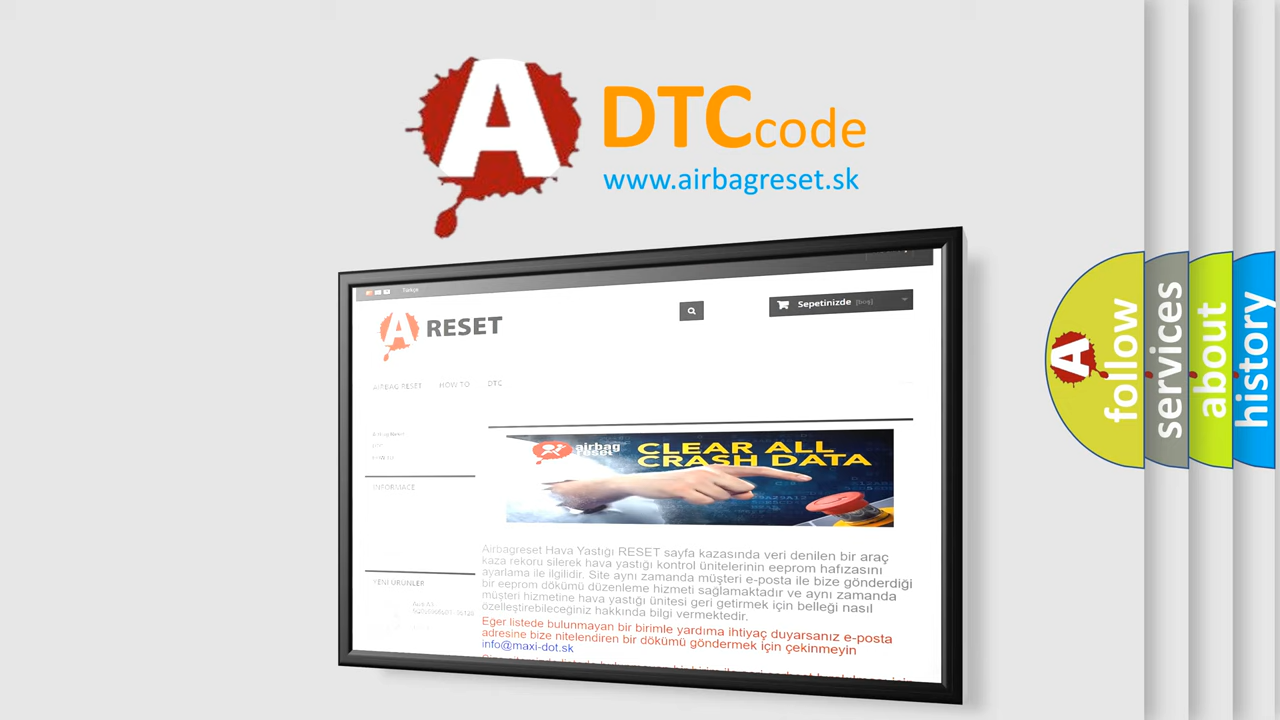 A
DTCcode
www.airbagreset.sk
Türkçe
A RESET
Sepetinizde [boş]
AIRBAG RESET HOW TO DTC
HOW TO
INFORMACE
YENI ÜRÜNLER
airbag
reset
CLEAR ALL
CRASH DATA
Airbagreset Hava Yastığı RESET sayfa kazasında veri denilen bir araç
kaza rekoru silerek hava yastığı kontrol ünitelerinin eeprom hafızasını
ayarlama ile ilgilidir. Site aynı zamanda müşteri e-posta ile bize gönderdiği
bir eeprom dökümü düzenleme hizmeti sağlamaktadır ve aynı zamanda
müşteri hizmetine hava yastığı ünitesi geri getirmek için belleği nasıl
özelleştirebileceğiniz hakkında bilgi vermektedir.
Eğer listede bulunmayan bir birimle yardıma ihtiyaç duyarsanız e-posta
adresine bize nitelendiren bir dökümü göndermek için çekinmeyin
info@maxi-dot.sk
A
follow
services
about
history